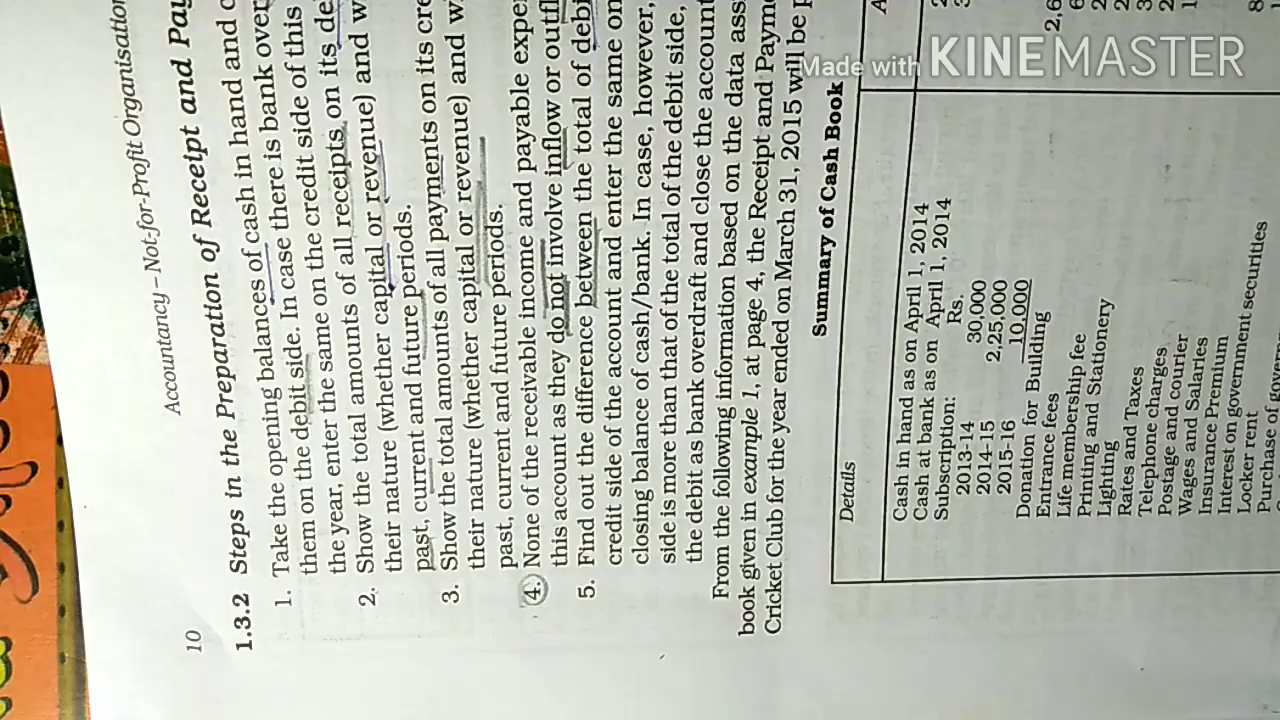 10
Accountancy – Not-for-Profit Organisation
1.3.2 Steps in the Preparation of Receipt and Pay
1. Take the opening balances of cash in hand and c
them on the debit side. In case there is bank over
the year, enter the same on the credit side of this
2. Show the total amounts of all receipts on its de
their nature (whether capital or revenue) and w
past, current and future periods.
3. Show the total amounts of all payments on its cre
their nature (whether capital or revenue) and w
past, current and future periods.
4. None of the receivable income and payable expe
this account as they do not involve inflow or outfl
5. Find out the difference between the total of debi
credit side of the account and enter the same on
closing balance of cash/bank. In case, however,
side is more than that of the total of the debit side,
the debit as bank overdraft and close the account
From the following information based on the data ass
book given in example 1, at page 4, the Receipt and Payme
Cricket Club for the year ended on March 31, 2015 will be p
Made with KINEMASTER
Summary of Cash Book
Details A
Cash in hand as on April 1, 2014
Cash at bank as on April 1, 2014
Subscription: Rs.
2013-14 30,000
2014-15 2,25,000
2015-16 10,000 2,6
Donation for Building
Entrance fees
Life membership fee
Printing and Stationery
Lighting
Rates and Taxes
Telephone charges
Postage and courier
Wages and Salaries
Insurance Premium
Interest on government securities
Locker rent
Purchase of